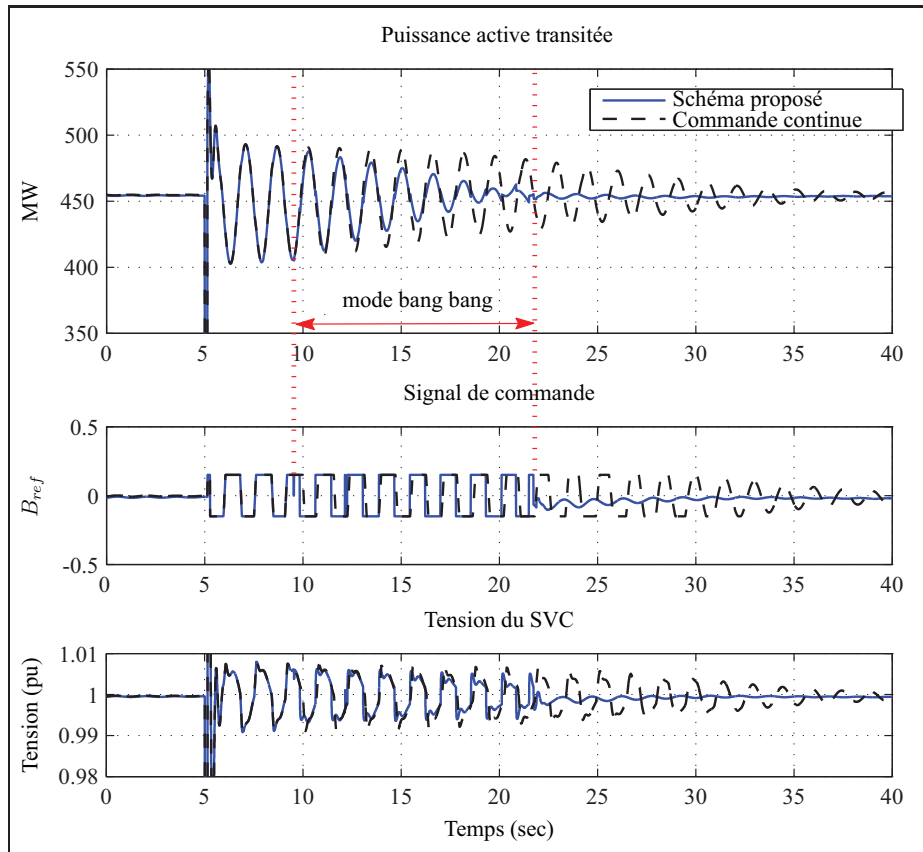 Puissance active transitée
550
500
450
400
350
MW
Schéma proposé
Commande continue
mode bang bang
0 5 10 15 20 25 30 35 40
Signal de commande
0.5
0
-0.5
B_ref
0 5 10 15 20 25 30 35 40
Tension du SVC
1.01
1
0.99
0.98
Tension (pu)
0 5 10 15 20 25 30 35 40
Temps (sec)